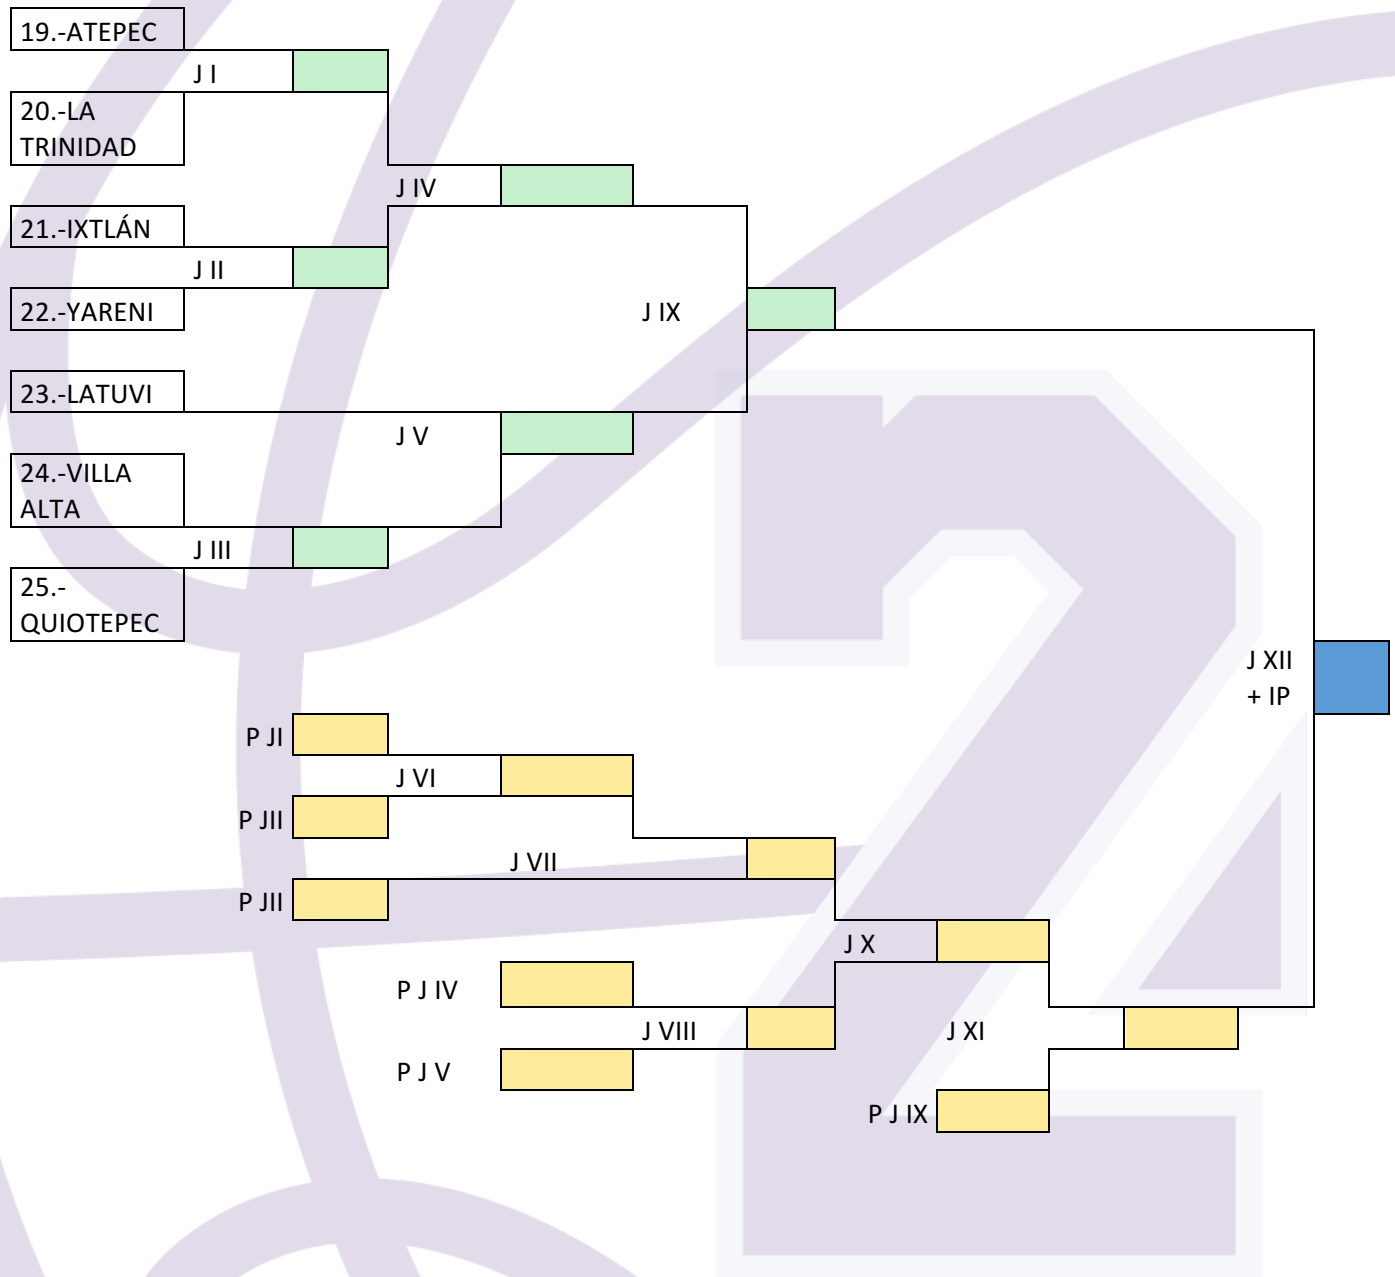 19.-ATEPEC
J I
20.-LA
TRINIDAD
J IV
21.-IXTLÁN
J II
22.-YARENI
J IX
23.-LATUVI
J V
24.-VILLA
ALTA
J III
25.-
QUIOTEPEC
J XII
+ IP
P JI
J VI
P JII
J VII
P JII
J X
P J IV
J VIII
J XI
P J V
P J IX
2